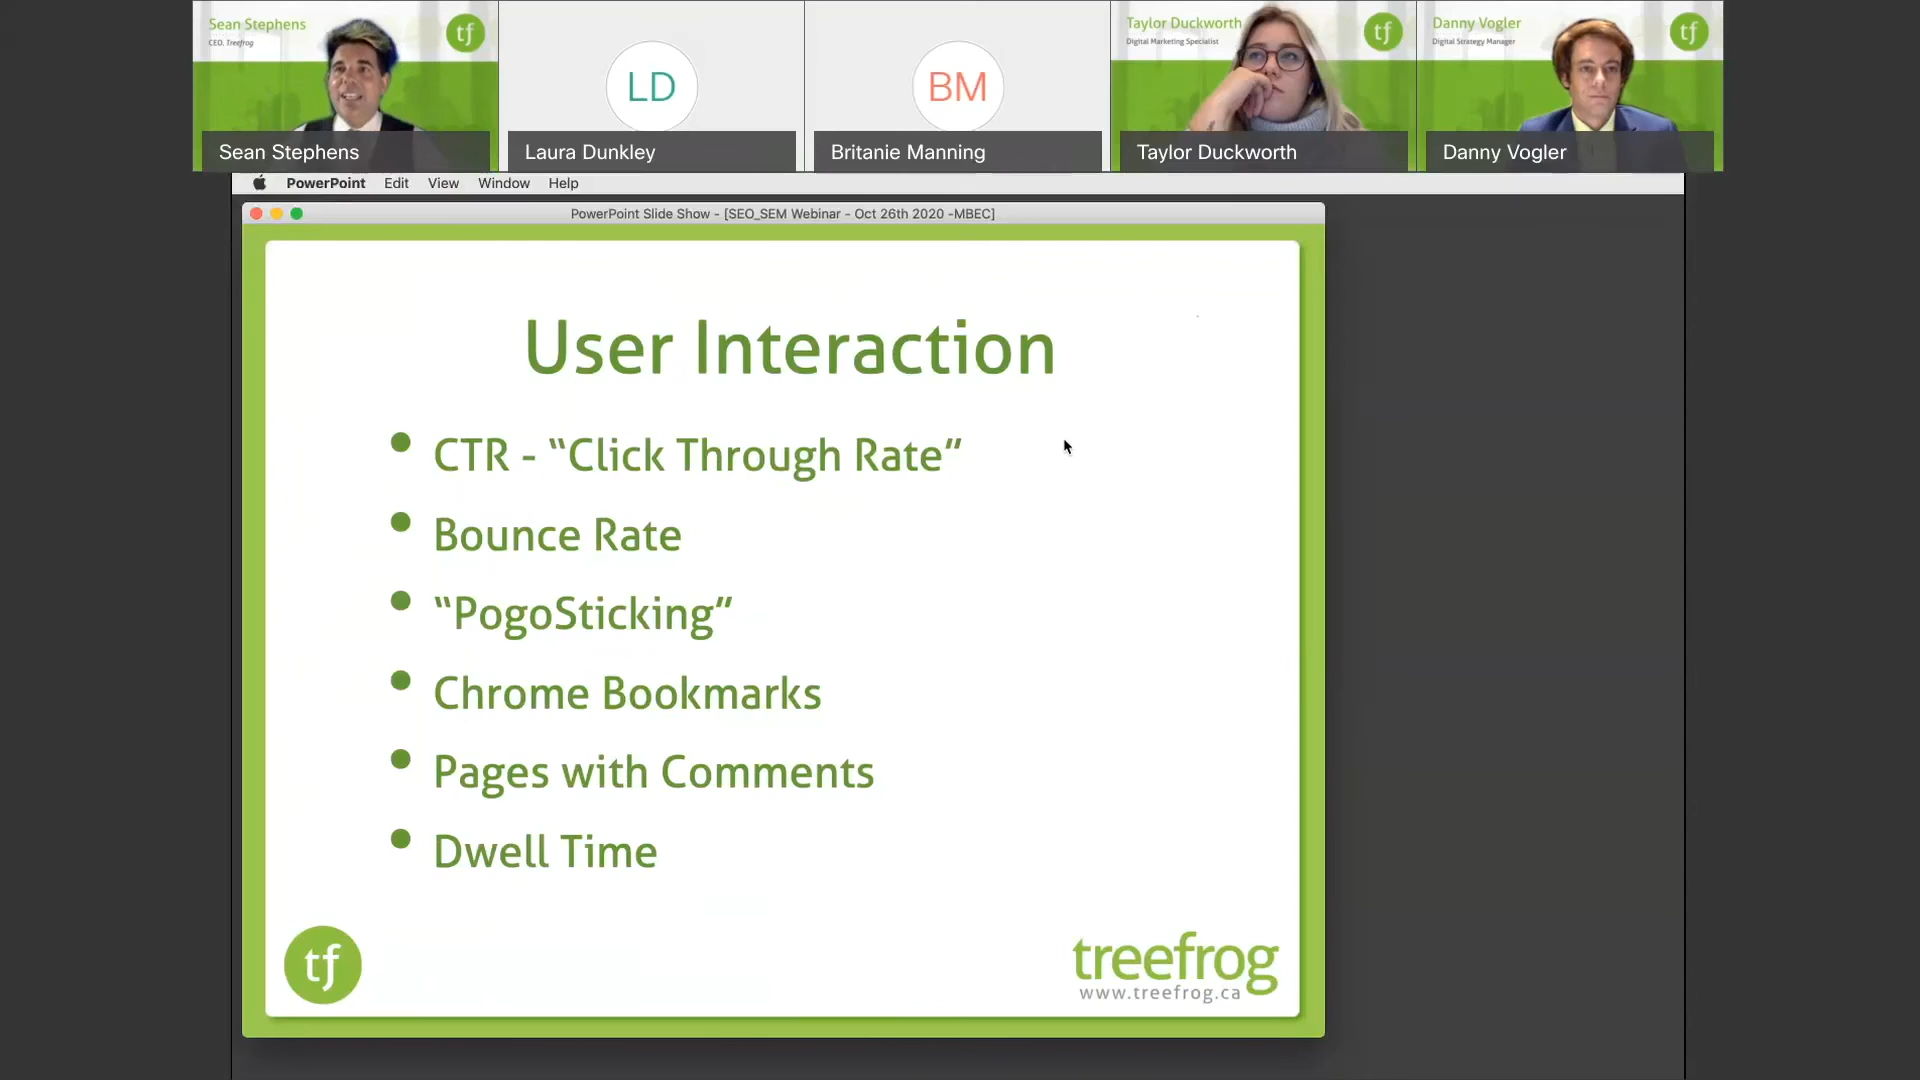 Sean Stephens
CEO, Treefrog
tf
LD
BM
Taylor Duckworth
Digital Marketing Specialist
tf
Danny Vogler
Digital Strategy Manager
tf
Sean Stephens
Laura Dunkley
Britanie Manning
Taylor Duckworth
Danny Vogler
PowerPoint Edit View Window Help
PowerPoint Slide Show - [SEO_SEM Webinar - Oct 26th 2020 -MBEC]
User Interaction
• CTR - “Click Through Rate”
• Bounce Rate
• “PogoSticking”
• Chrome Bookmarks
• Pages with Comments
• Dwell Time
tf
treefrog
www.treefrog.ca